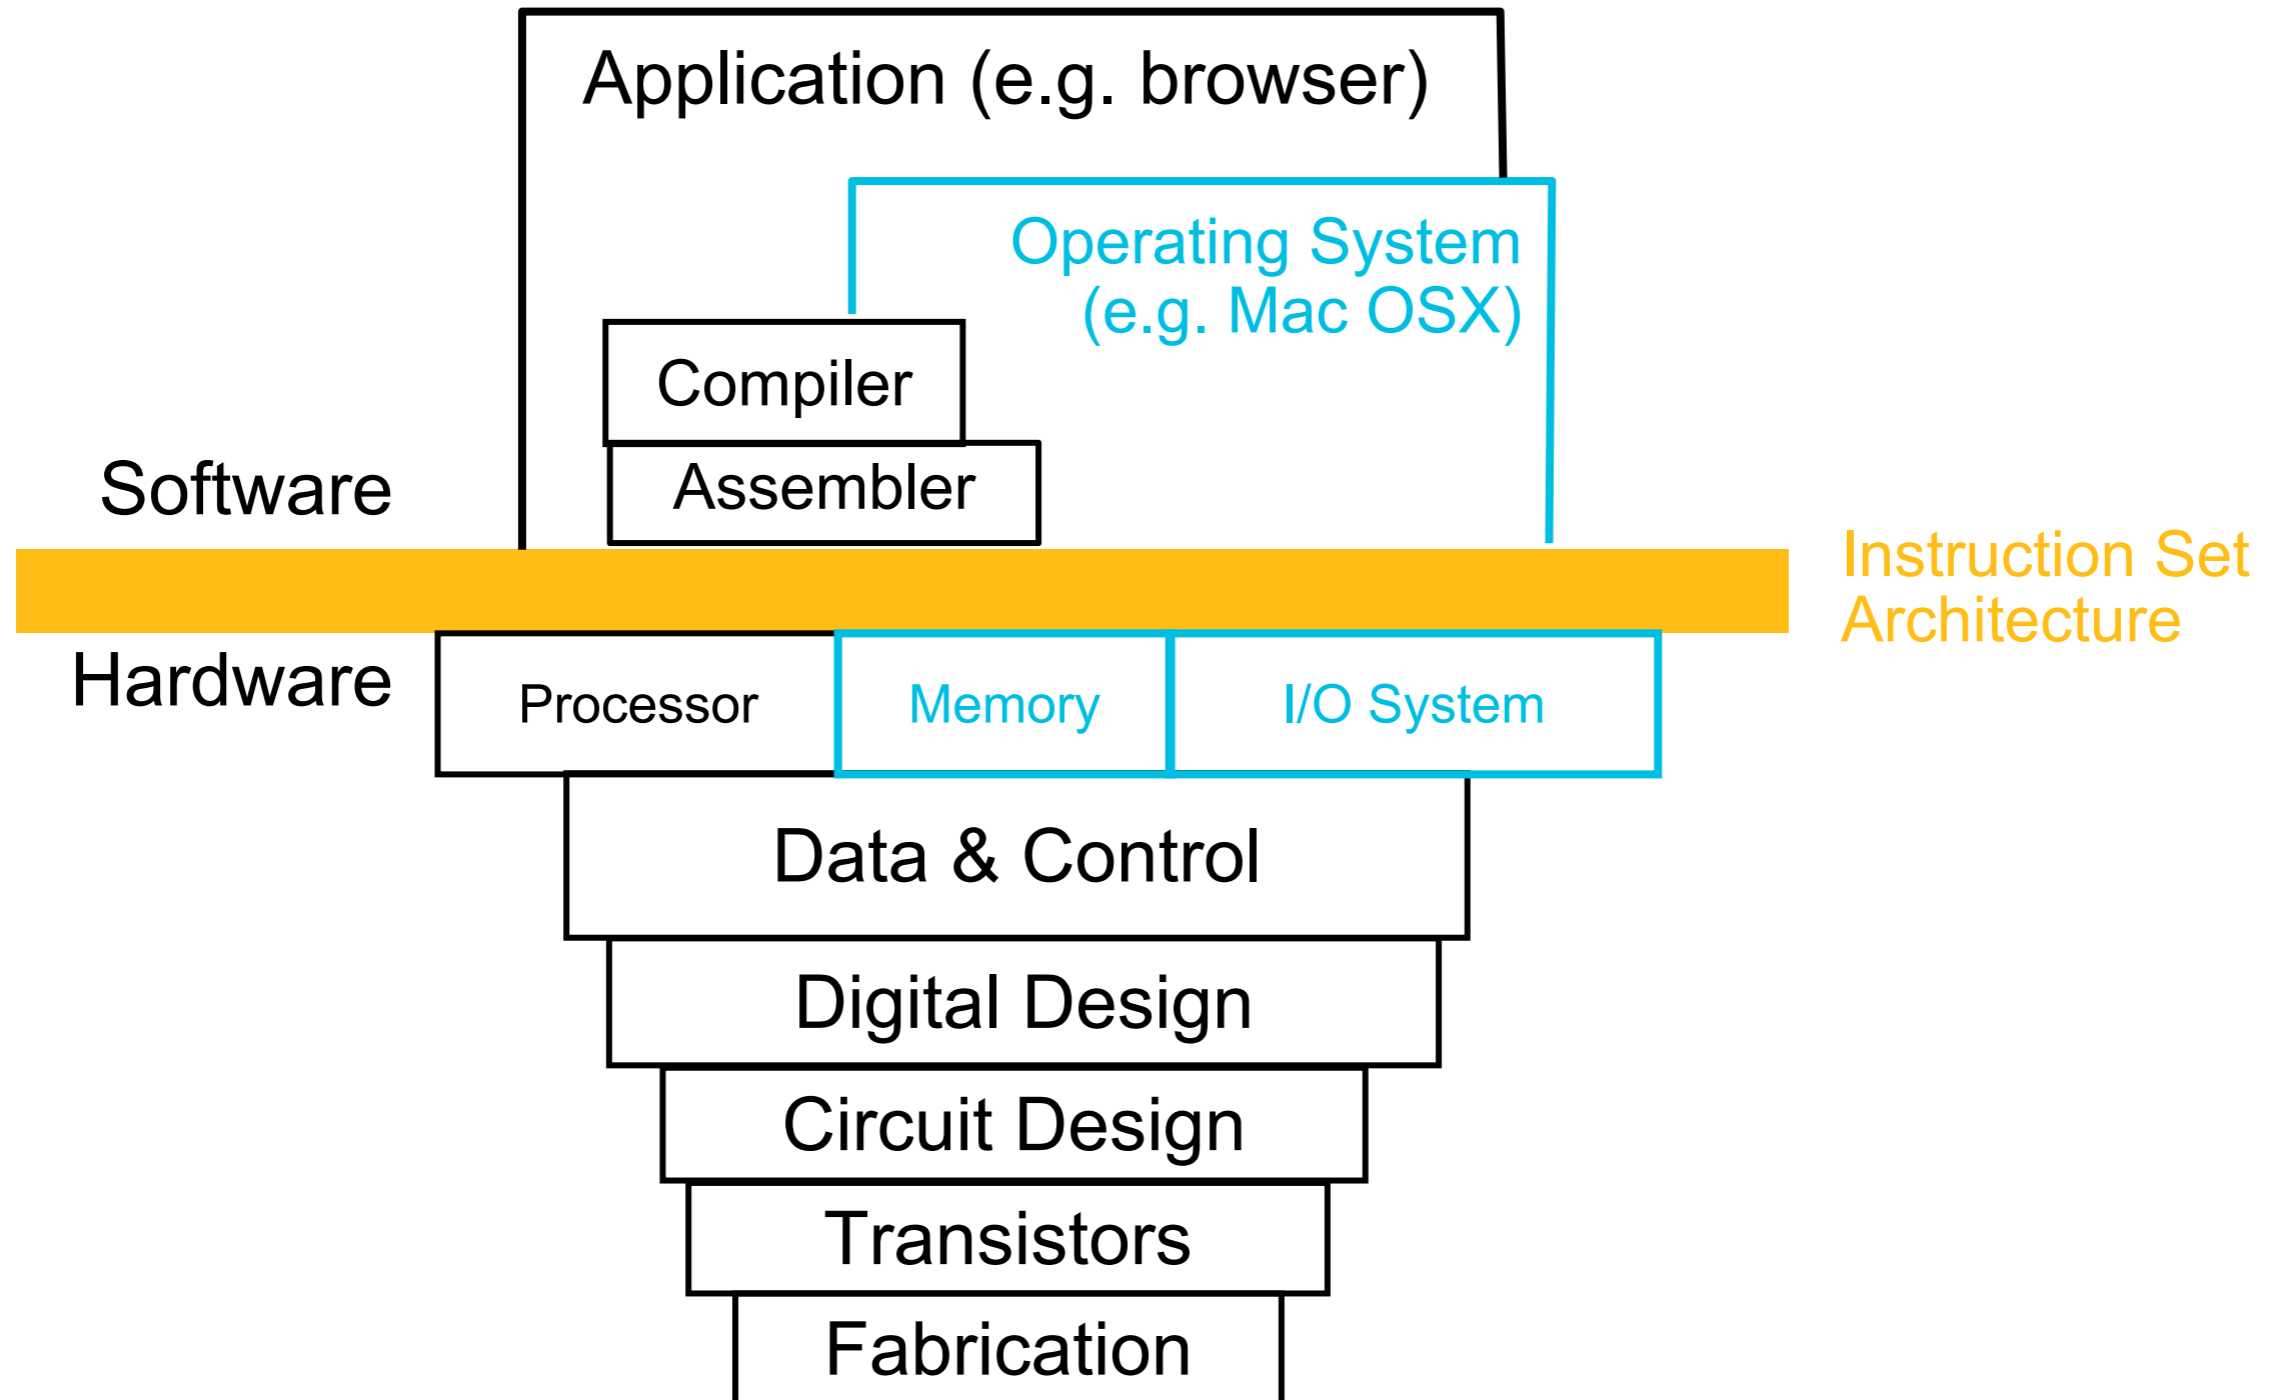 Application (e.g. browser)
Operating System
(e.g. Mac OSX)
Compiler
Assembler
Software
Instruction Set
Architecture
Hardware
Processor
Memory
I/O System
Data & Control
Digital Design
Circuit Design
Transistors
Fabrication